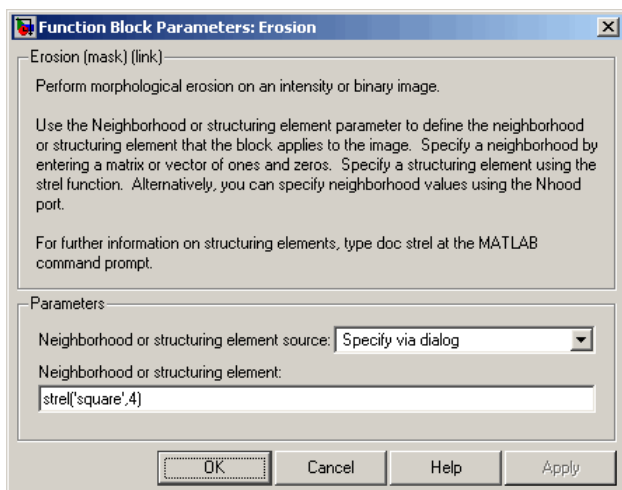 Function Block Parameters: Erosion
Erosion (mask) (link)
Perform morphological erosion on an intensity or binary image.
Use the Neighborhood or structuring element parameter to define the neighborhood
or structuring element that the block applies to the image. Specify a neighborhood by
entering a matrix or vector of ones and zeros. Specify a structuring element using the
strel function. Alternatively, you can specify neighborhood values using the Nhood
port.
For further information on structuring elements, type doc strel at the MATLAB
command prompt.
Parameters
Neighborhood or structuring element source: Specify via dialog
Neighborhood or structuring element:
strel('square',4)
OK Cancel Help Apply